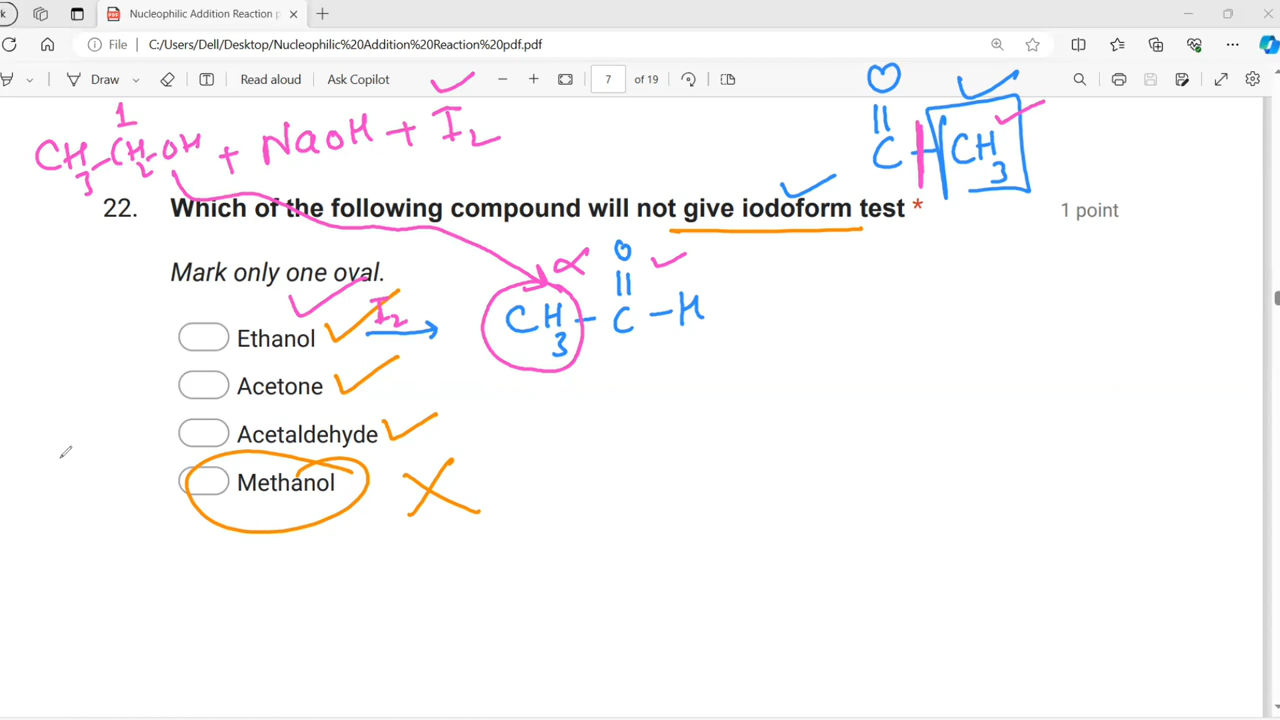 Nucleophilic Addition Reaction p
File C:/Users/Dell/Desktop/Nucleophilic%20Addition%20Reaction%20pdf.pdf
Draw Read aloud Ask Copilot 7 of 19
1
CH3-CH2-OH + NaOH + I2
O
||
C-CH3
22. Which of the following compound will not give iodoform test * 1 point
Mark only one oval.
Ethanol
Acetone
Acetaldehyde
Methanol
I2
α O
||
CH3-C-H